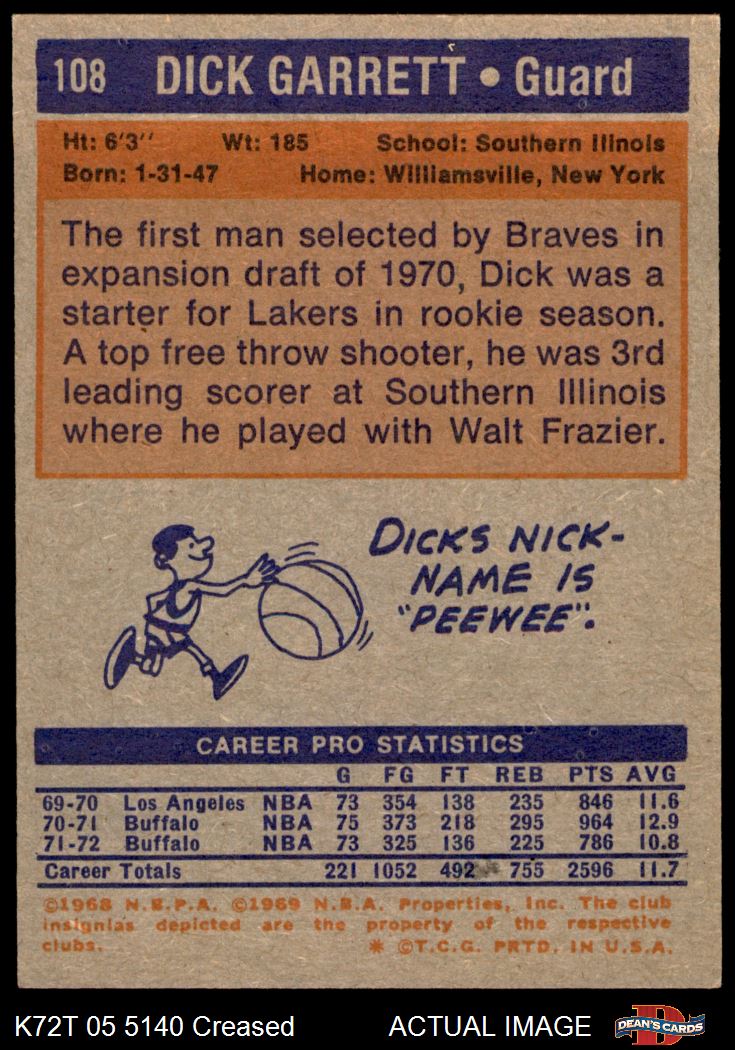 108 DICK GARRETT • Guard
Ht: 6'3'' Wt: 185 School: Southern Illnois
Born: 1-31-47 Home: Williamsville, New York
The first man selected by Braves in
expansion draft of 1970, Dick was a
starter for Lakers in rookie season.
A top free throw shooter, he was 3rd
leading scorer at Southern Illinois
where he played with Walt Frazier.
DICKS NICK-
NAME IS
"PEEWEE".
CAREER PRO STATISTICS
G FG FT REB PTS AVG
69-70 Los Angeles NBA 73 354 138 235 846 11.6
70-71 Buffalo NBA 75 373 218 295 964 12.9
71-72 Buffalo NBA 73 325 136 225 786 10.8
Career Totals 221 1052 492 755 2596 11.7
©1968 N.B.P.A. ©1969 N.B.A. Properties, Inc. The club
insignias depicted are the property of the respective
clubs. * ©T.C.G. PRTD. IN U.S.A.
K72T 05 5140 Creased ACTUAL IMAGE DEAN'S CARDS